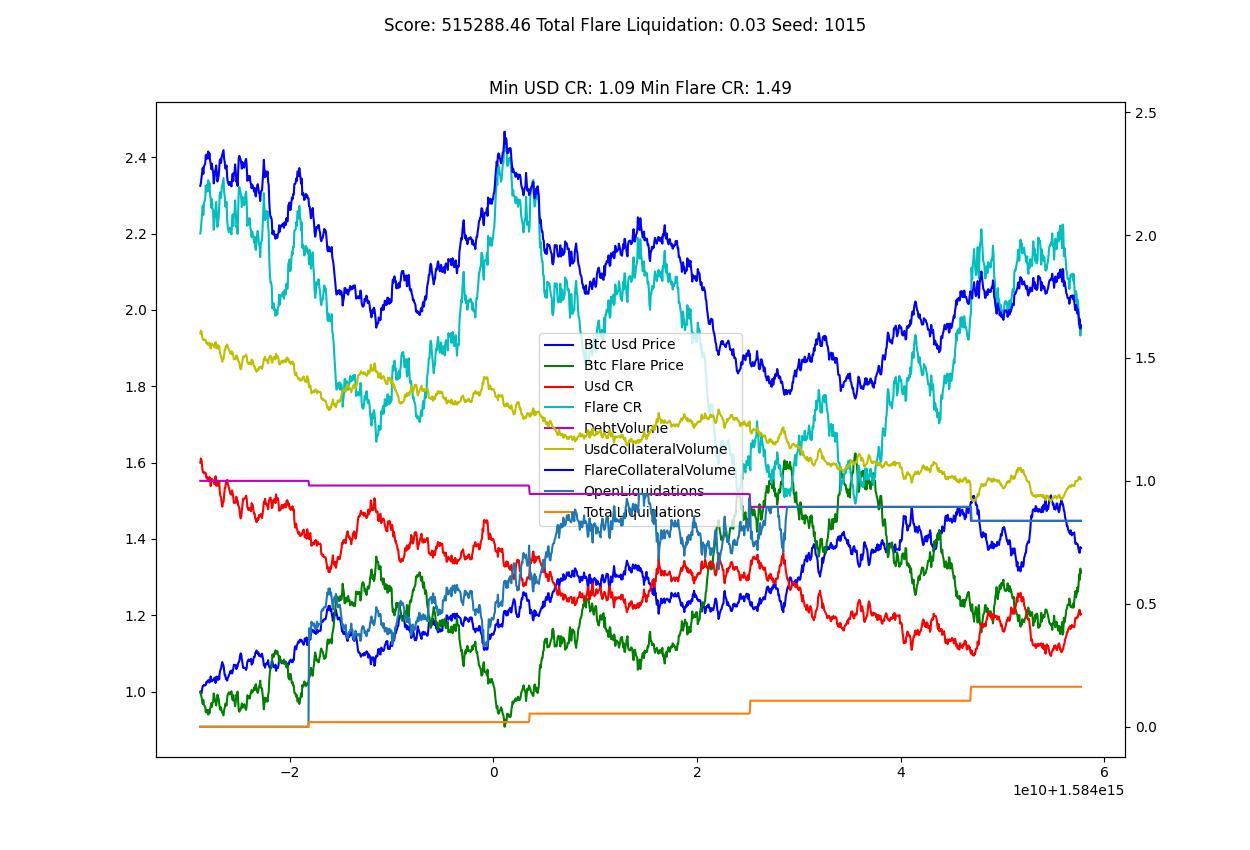 Score: 515288.46 Total Flare Liquidation: 0.03 Seed: 1015
Min USD CR: 1.09 Min Flare CR: 1.49
2.4
2.2
2.0
1.8
1.6
1.4
1.2
1.0
2.5
2.0
1.5
1.0
0.5
0.0
Btc Usd Price
Btc Flare Price
Usd CR
Flare CR
DebtVolume
UsdCollateralVolume
FlareCollateralVolume
OpenLiquidations
TotalLiquidations
−2
0
2
4
6
1e10+1.584e15